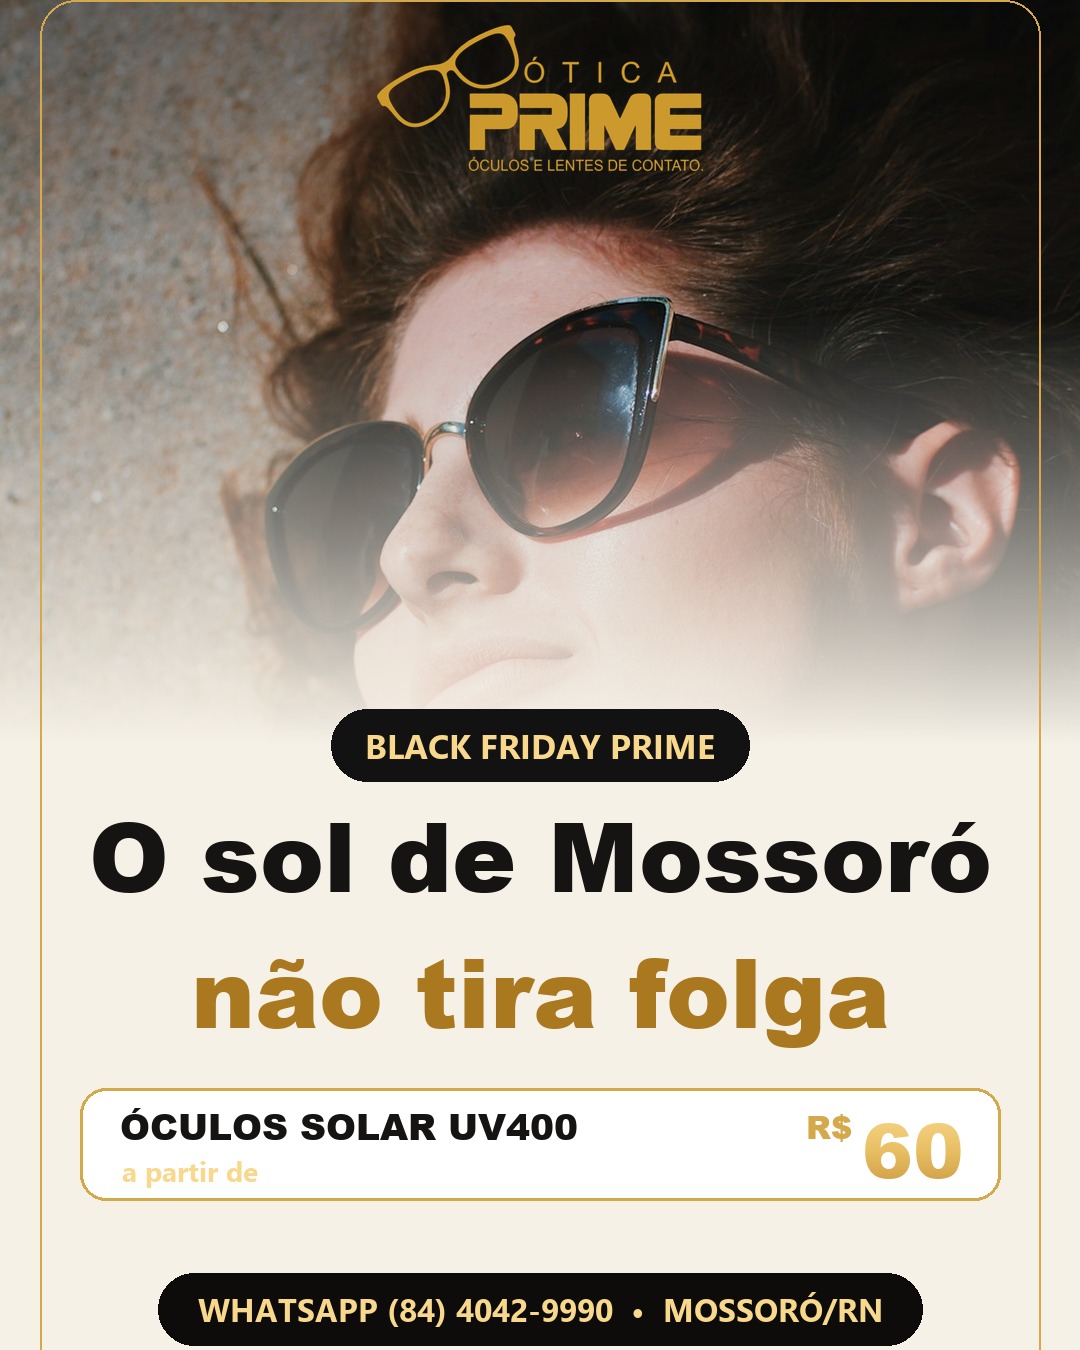 ÓTICA
PRIME
ÓCULOS E LENTES DE CONTATO.
BLACK FRIDAY PRIME
O sol de Mossoró
não tira folga
ÓCULOS SOLAR UV400
R$ 60
a partir de
WHATSAPP (84) 4042-9990 • MOSSORÓ/RN